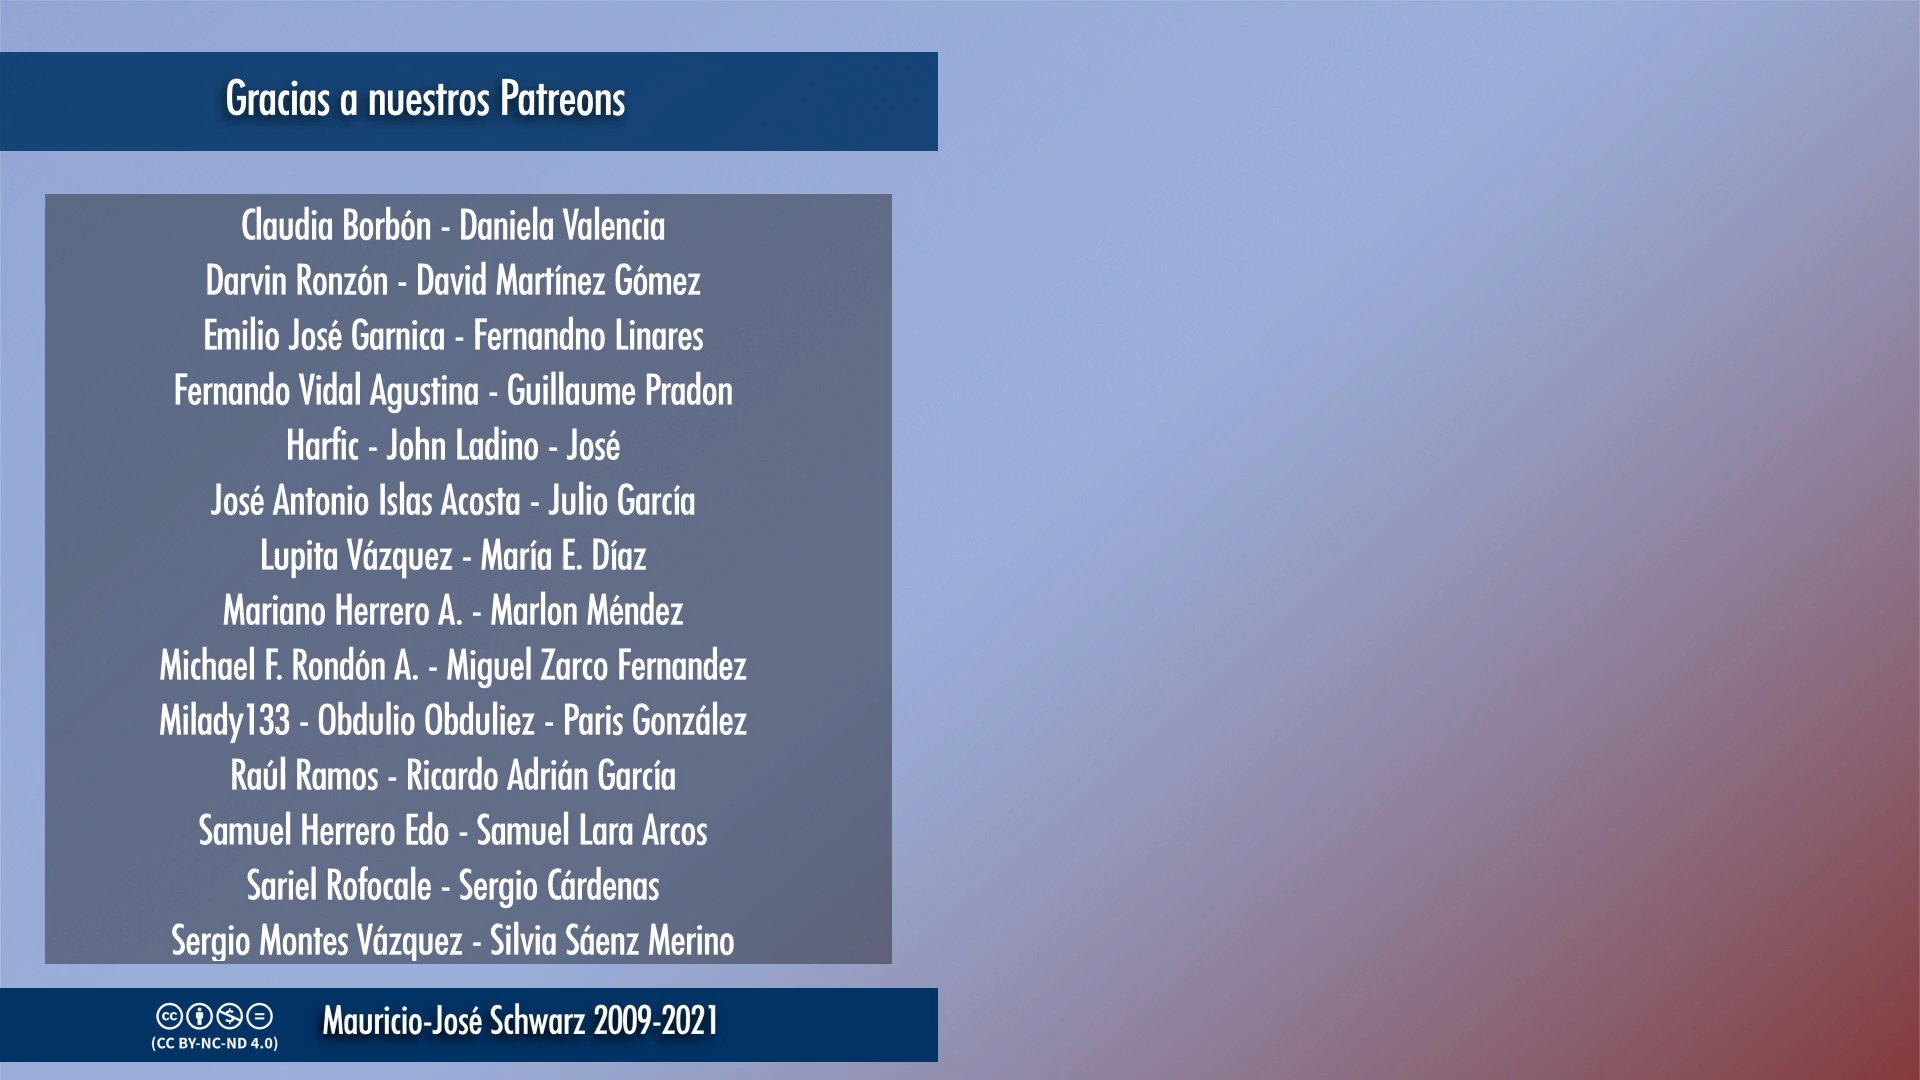 Gracias a nuestros Patreons
Claudia Borbón - Daniela Valencia
Darvin Ronzón - David Martínez Gómez
Emilio José Garnica - Fernandno Linares
Fernando Vidal Agustina - Guillaume Pradon
Harfic - John Ladino - José
José Antonio Islas Acosta - Julio García
Lupita Vázquez - María E. Díaz
Mariano Herrero A. - Marlon Méndez
Michael F. Rondón A. - Miguel Zarco Fernandez
Milady133 - Obdulio Obduliez - Paris González
Raúl Ramos - Ricardo Adrián García
Samuel Herrero Edo - Samuel Lara Arcos
Sariel Rofocale - Sergio Cárdenas
Sergio Montes Vázquez - Silvia Sáenz Merino
cc
(CC BY-NC-ND 4.0)
Mauricio-José Schwarz 2009-2021